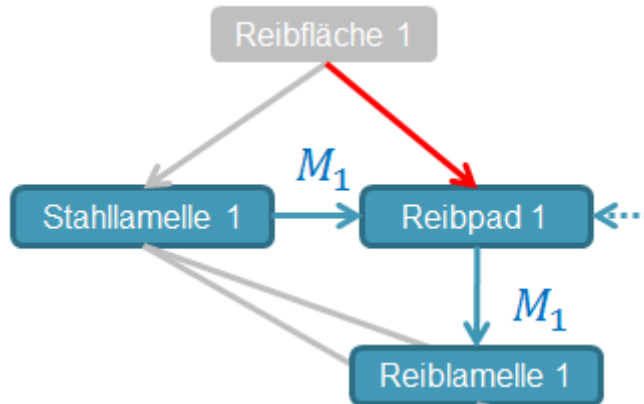 Reibfläche 1
M₁
Stahllamelle 1
Reibpad 1
M₁
Reiblamelle 1